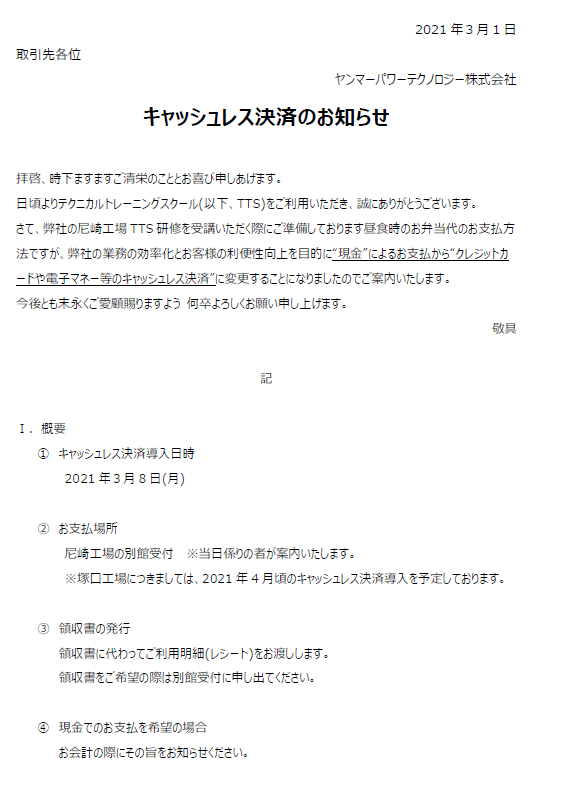 2021年3月1日
取引先各位
ヤンマーパワーテクノロジー株式会社
キャッシュレス決済のお知らせ
拝啓、時下ますますご清栄のこととお喜び申しあげます。
日頃よりテクニカルトレーニングスクール(以下、TTS)をご利用いただき、誠にありがとうございます。
さて、弊社の尼崎工場TTS研修を受講いただく際にご準備しております昼食時のお弁当代のお支払方
法ですが、弊社の業務の効率化とお客様の利便性向上を目的に“現金”によるお支払から“クレジットカ
ードや電子マネー等のキャッシュレス決済”に変更することになりましたのでご案内いたします。
今後とも末永くご愛顧賜りますよう 何卒よろしくお願い申し上げます。
敬具
記
Ⅰ．概要
① キャッシュレス決済導入日時
2021年3月8日(月)
② お支払場所
尼崎工場の別館受付　※当日係りの者が案内いたします。
※塚口工場につきましては、2021年4月頃のキャッシュレス決済導入を予定しております。
③ 領収書の発行
領収書に代わってご利用明細(レシート)をお渡しします。
領収書をご希望の際は別館受付に申し出てください。
④ 現金でのお支払を希望の場合
お会計の際にその旨をお知らせください。